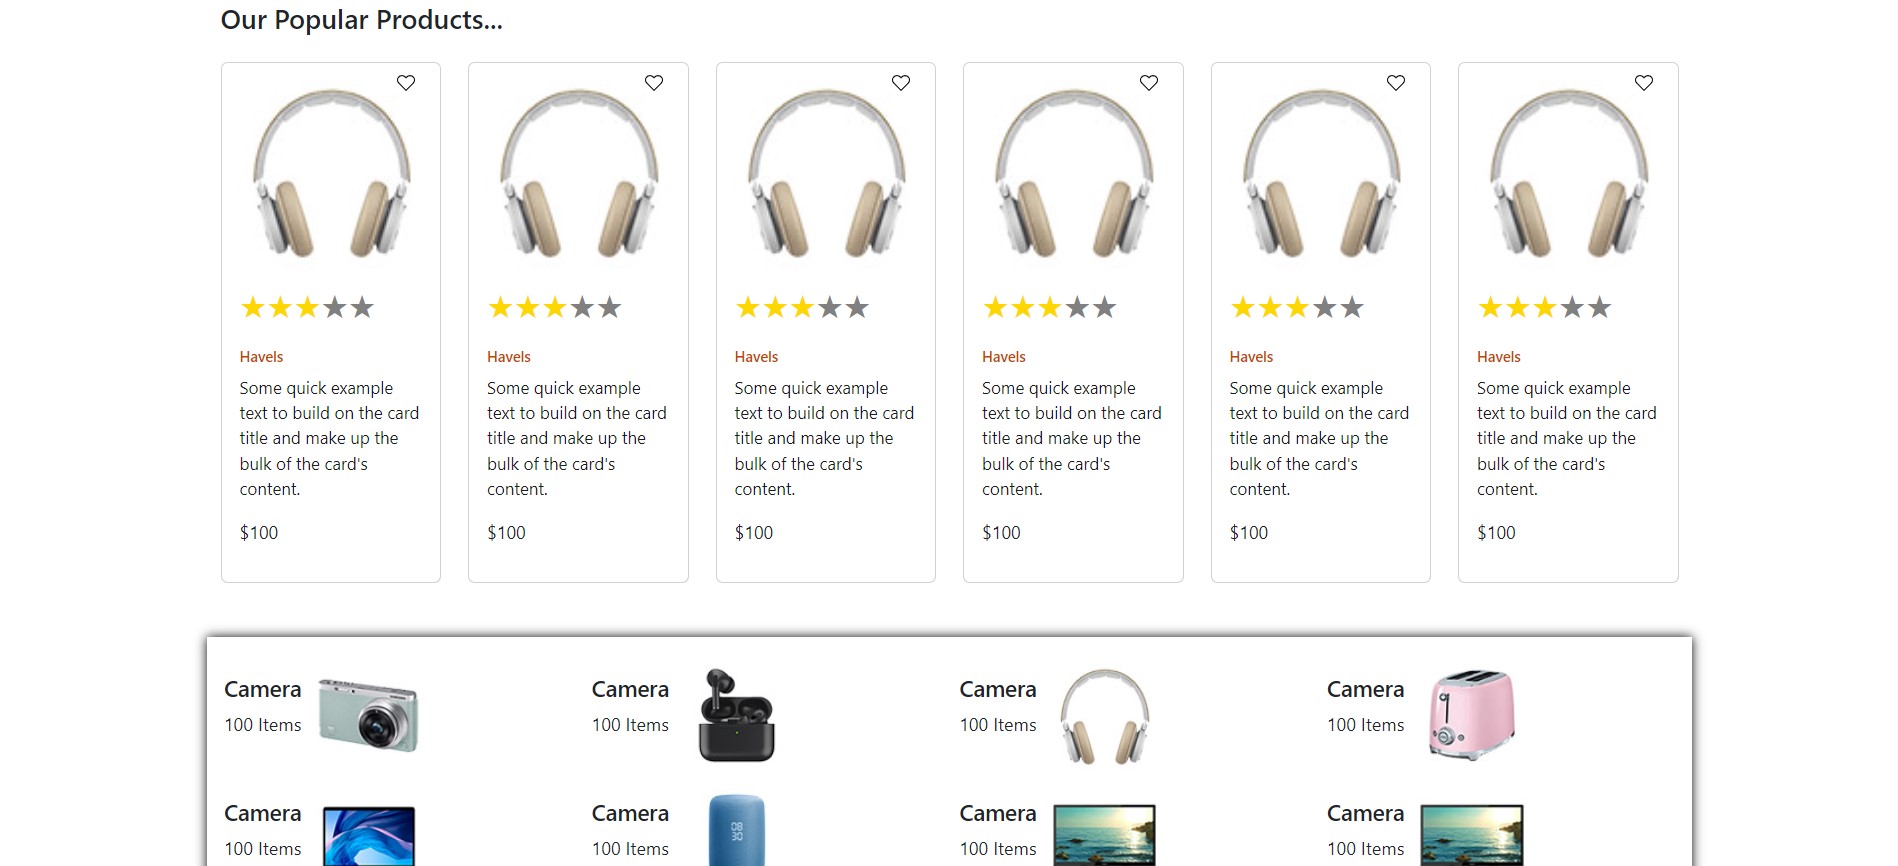 Our Popular Products...
Havels
Some quick example
text to build on the card
title and make up the
bulk of the card's
content.
$100
Havels
Some quick example
text to build on the card
title and make up the
bulk of the card's
content.
$100
Havels
Some quick example
text to build on the card
title and make up the
bulk of the card's
content.
$100
Havels
Some quick example
text to build on the card
title and make up the
bulk of the card's
content.
$100
Havels
Some quick example
text to build on the card
title and make up the
bulk of the card's
content.
$100
Havels
Some quick example
text to build on the card
title and make up the
bulk of the card's
content.
$100
Camera
100 Items
Camera
100 Items
Camera
100 Items
Camera
100 Items
Camera
100 Items
Camera
100 Items
08
30
Camera
100 Items
Camera
100 Items